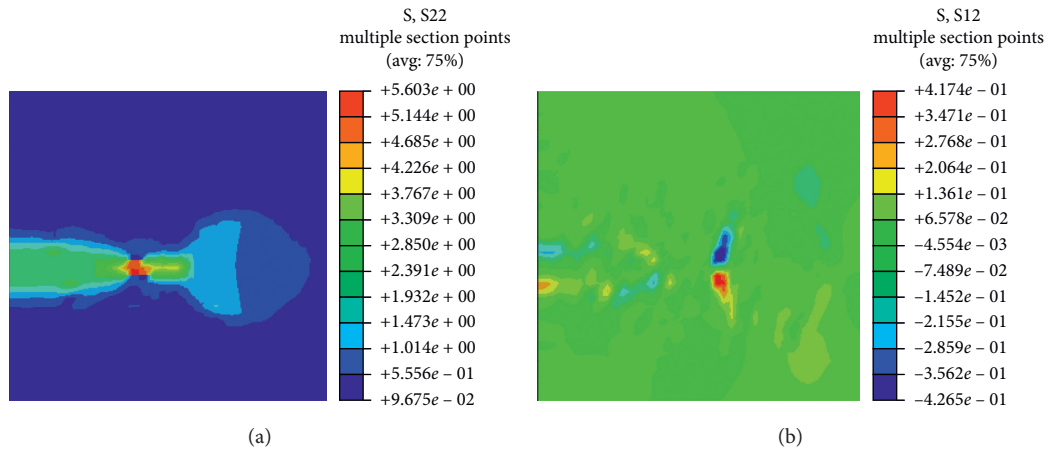 S, S22
multiple section points
(avg: 75%)
+5.603e + 00
+5.144e + 00
+4.685e + 00
+4.226e + 00
+3.767e + 00
+3.309e + 00
+2.850e + 00
+2.391e + 00
+1.932e + 00
+1.473e + 00
+1.014e + 00
+5.556e – 01
+9.675e – 02
(a)
S, S12
multiple section points
(avg: 75%)
+4.174e – 01
+3.471e – 01
+2.768e – 01
+2.064e – 01
+1.361e – 01
+6.578e – 02
–4.554e – 03
–7.489e – 02
–1.452e – 01
–2.155e – 01
–2.859e – 01
–3.562e – 01
–4.265e – 01
(b)